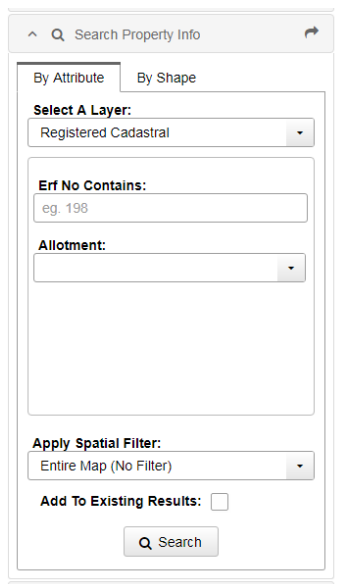 Search Property Info
By Attribute By Shape
Select A Layer:
Registered Cadastral
Erf No Contains:
eg. 198
Allotment:
Apply Spatial Filter:
Entire Map (No Filter)
Add To Existing Results:
Search